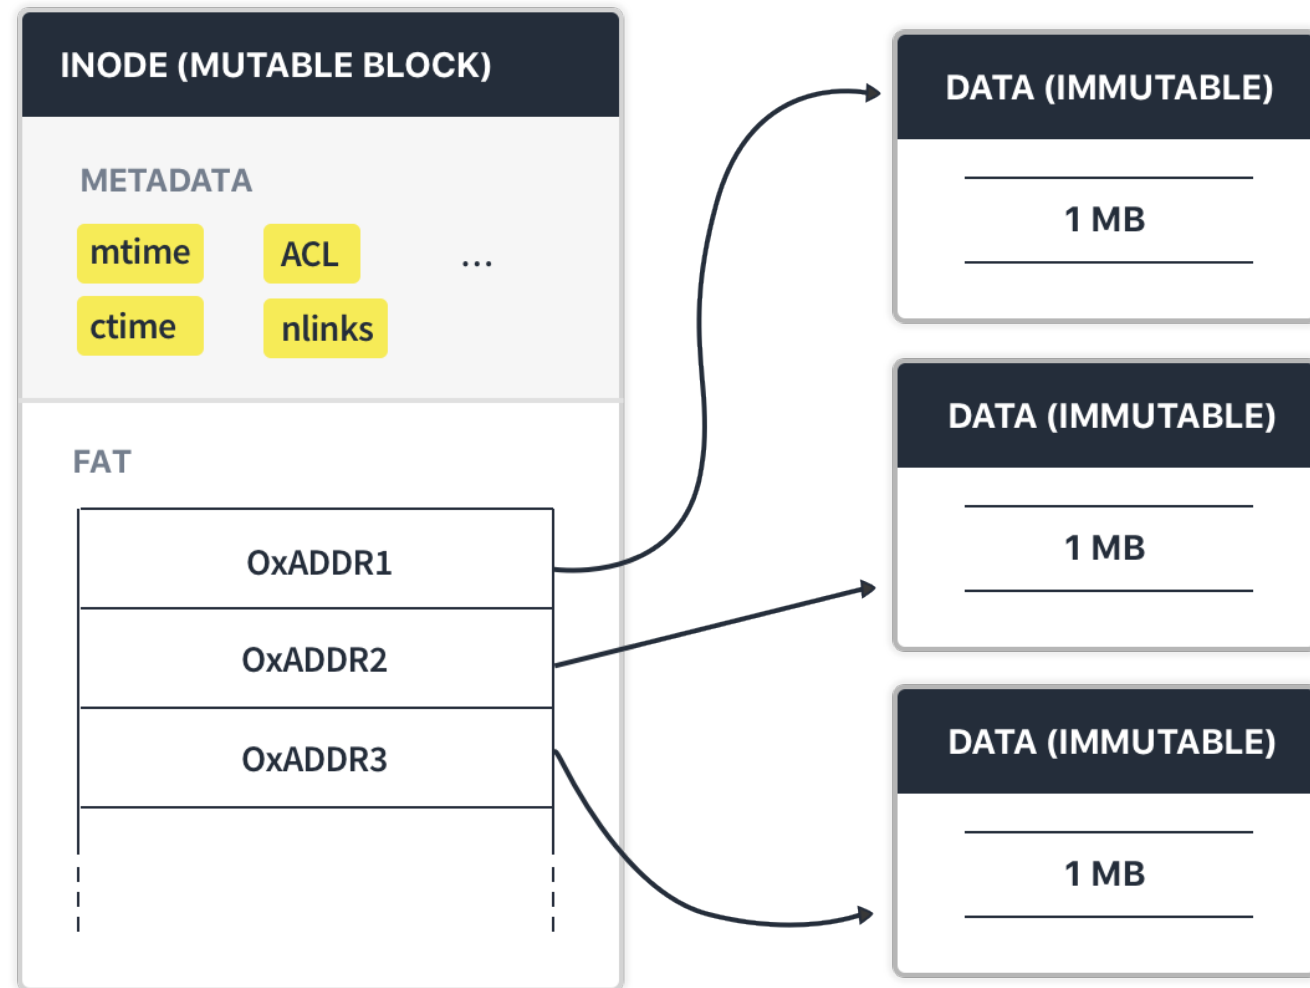 INODE (MUTABLE BLOCK)
METADATA
mtime ACL ...
ctime nlinks
FAT
OxADDR1
OxADDR2
OxADDR3
DATA (IMMUTABLE)
1 MB
DATA (IMMUTABLE)
1 MB
DATA (IMMUTABLE)
1 MB